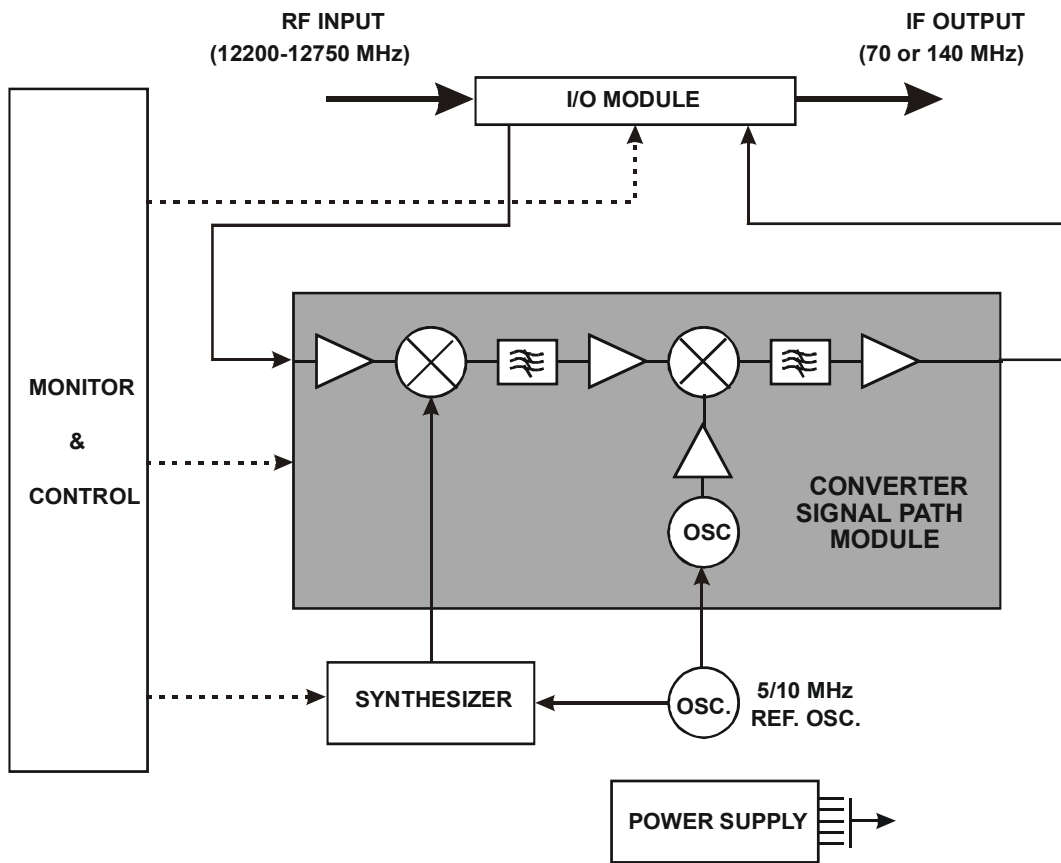 RF INPUT
(12200-12750 MHz)
IF OUTPUT
(70 or 140 MHz)
I/O MODULE
MONITOR
&
CONTROL
OSC
CONVERTER
SIGNAL PATH
MODULE
SYNTHESIZER
OSC.
5/10 MHz
REF. OSC.
POWER SUPPLY